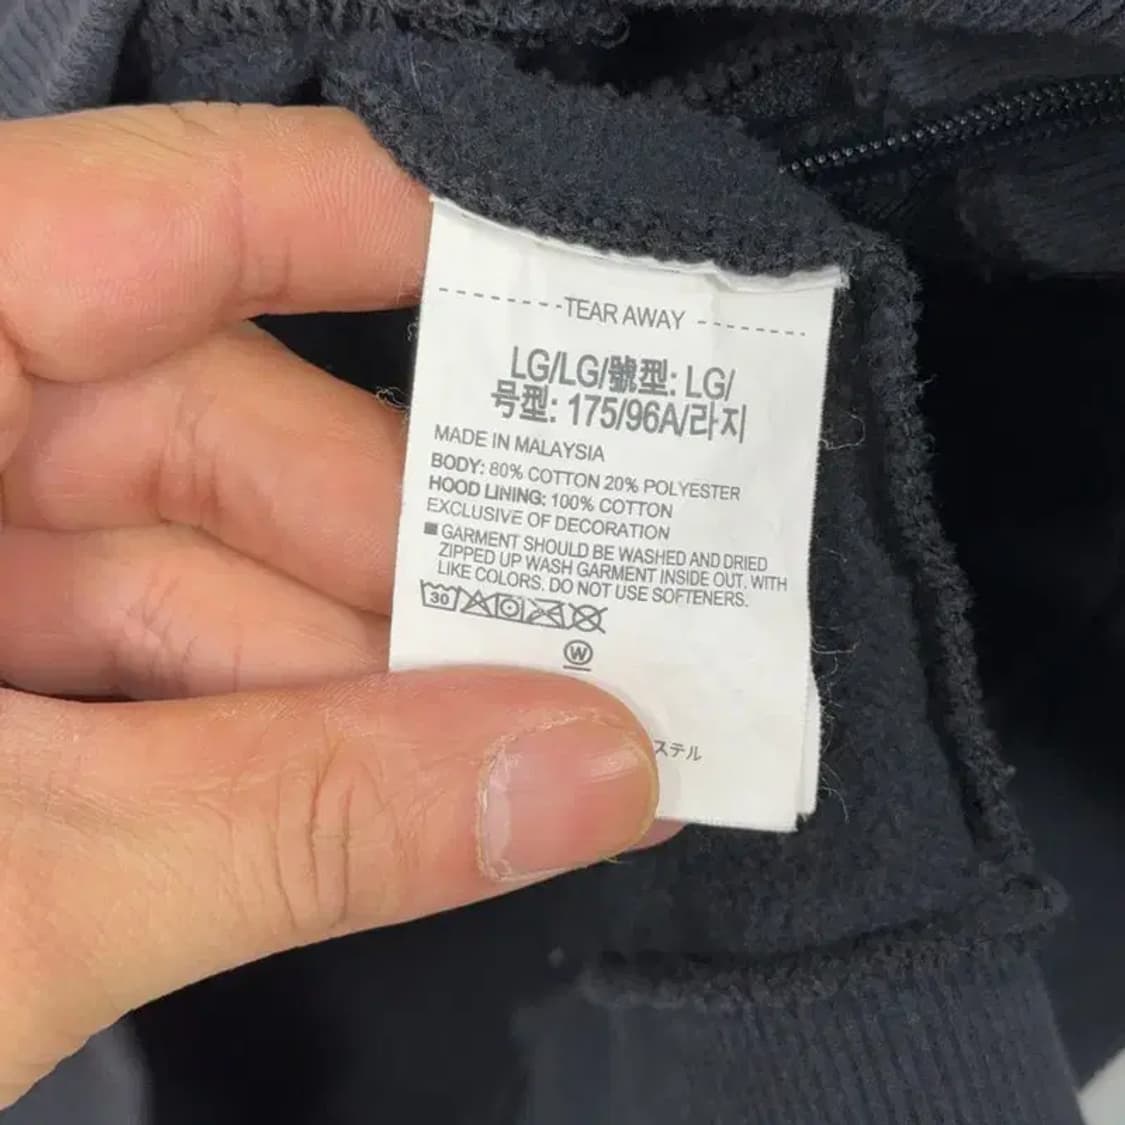 TEAR AWAY
LG/LG/號型: LG/
号型: 175/96A/라지
MADE IN MALAYSIA
BODY: 80% COTTON 20% POLYESTER
HOOD LINING: 100% COTTON
EXCLUSIVE OF DECORATION
■ GARMENT SHOULD BE WASHED AND DRIED
ZIPPED UP WASH GARMENT INSIDE OUT. WITH
LIKE COLORS. DO NOT USE SOFTENERS.
30
W
ステル